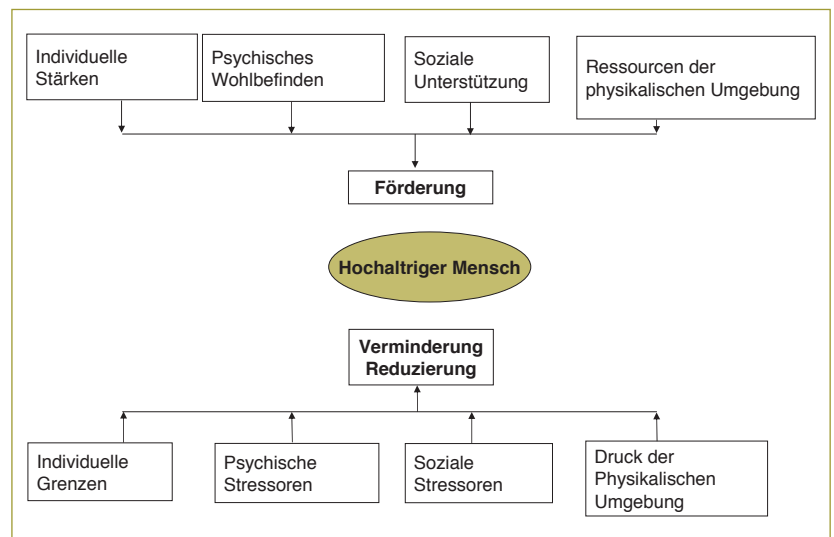 Individuelle
Stärken
Psychisches
Wohlbefinden
Soziale
Unterstützung
Ressourcen der
physikalischen Umgebung
Förderung
Hochaltriger Mensch
Verminderung
Reduzierung
Individuelle
Grenzen
Psychische
Stressoren
Soziale
Stressoren
Druck der
Physikalischen
Umgebung